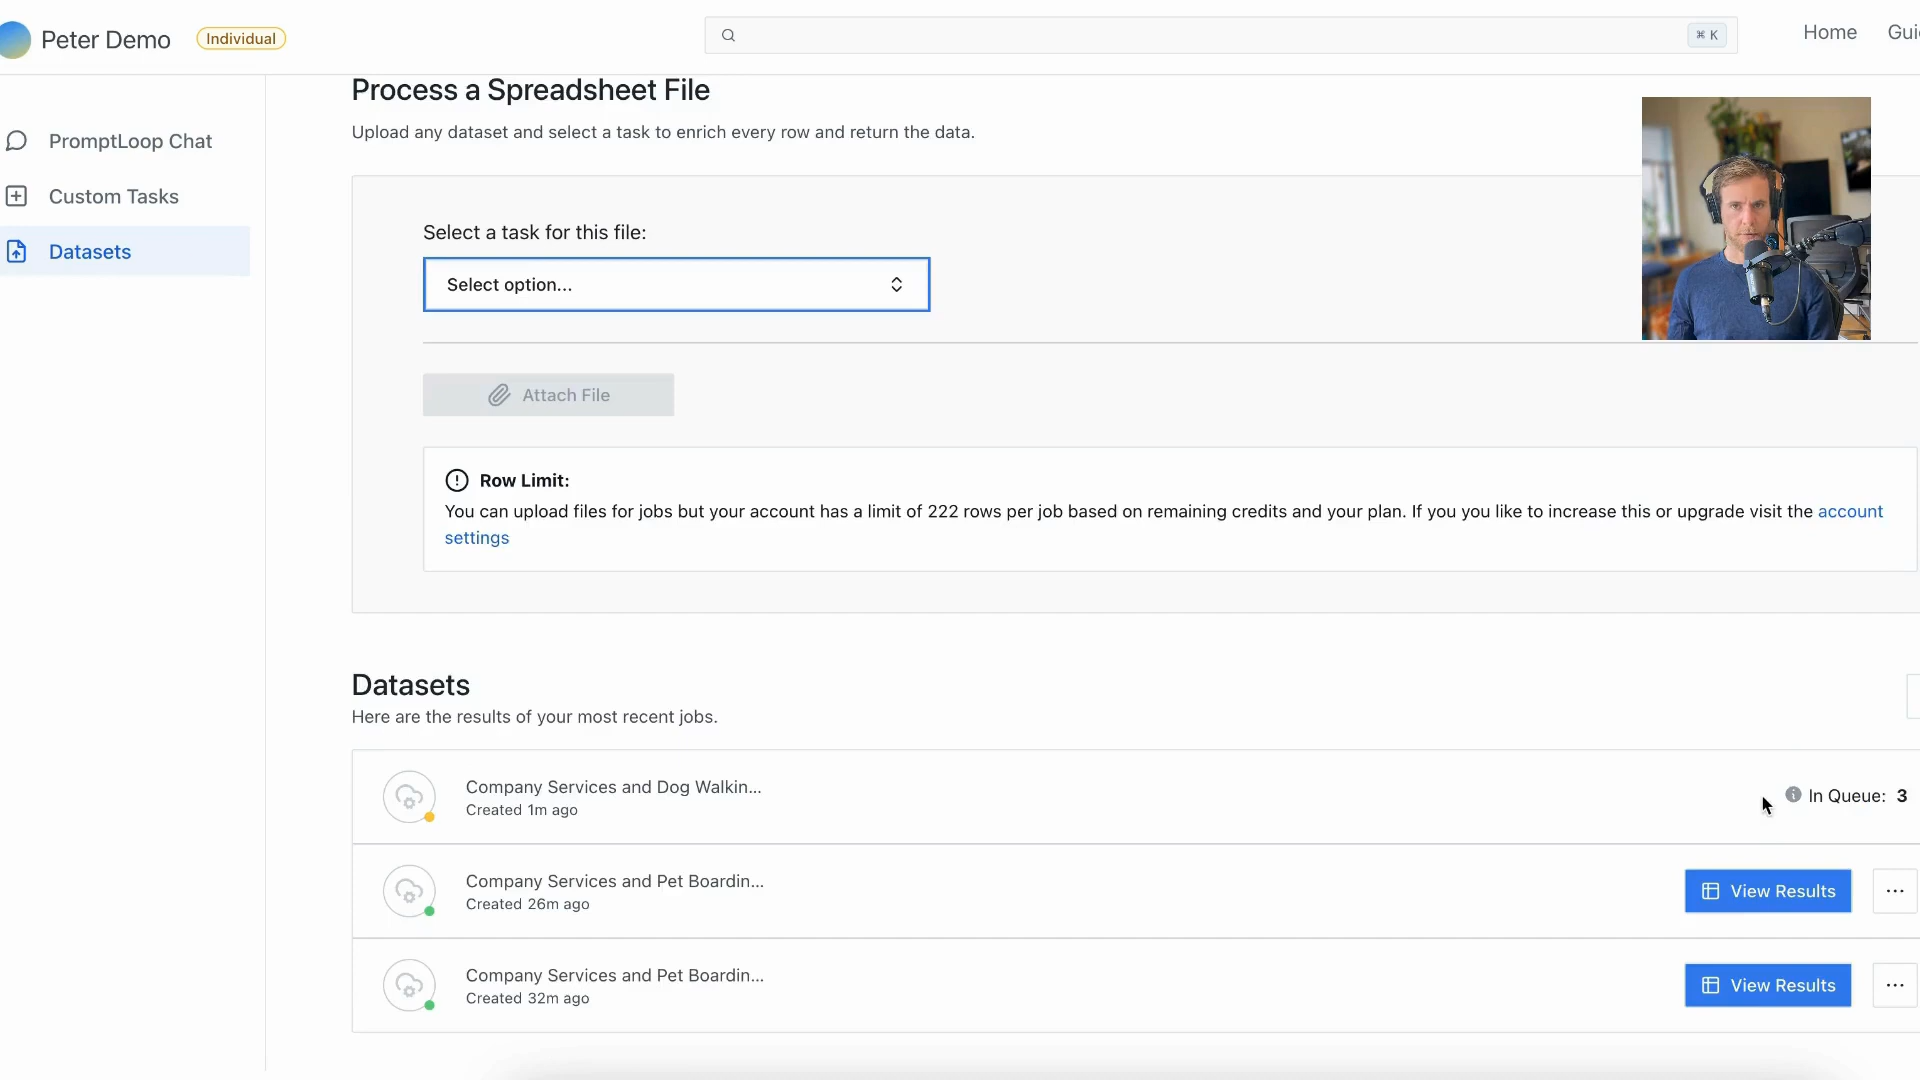 Peter Demo
Individual
⌘ K
Home
Gui
PromptLoop Chat
Custom Tasks
Datasets
Process a Spreadsheet File
Upload any dataset and select a task to enrich every row and return the data.
Select a task for this file:
Select option...
Attach File
Row Limit:
You can upload files for jobs but your account has a limit of 222 rows per job based on remaining credits and your plan. If you you like to increase this or upgrade visit the account
settings
Datasets
Here are the results of your most recent jobs.
Company Services and Dog Walkin...
Created 1m ago
In Queue: 3
Company Services and Pet Boardin...
Created 26m ago
View Results
Company Services and Pet Boardin...
Created 32m ago
View Results